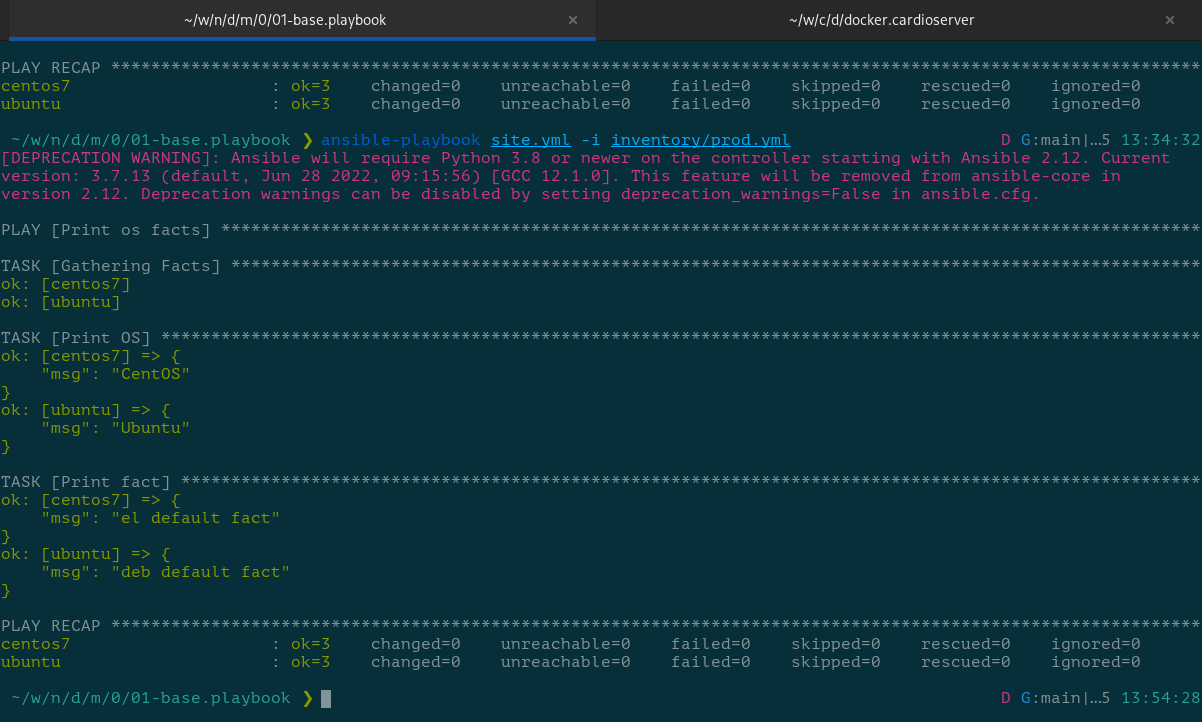 ~/w/n/d/m/0/01-base.playbook × ~/w/c/d/docker.cardioserver ×
PLAY RECAP *************************************************************************************************************
centos7 : ok=3 changed=0 unreachable=0 failed=0 skipped=0 rescued=0 ignored=0
ubuntu : ok=3 changed=0 unreachable=0 failed=0 skipped=0 rescued=0 ignored=0
~/w/n/d/m/0/01-base.playbook ❯ ansible-playbook site.yml -i inventory/prod.yml D G:main|…5 13:34:32
[DEPRECATION WARNING]: Ansible will require Python 3.8 or newer on the controller starting with Ansible 2.12. Current
version: 3.7.13 (default, Jun 28 2022, 09:15:56) [GCC 12.1.0]. This feature will be removed from ansible-core in
version 2.12. Deprecation warnings can be disabled by setting deprecation_warnings=False in ansible.cfg.
PLAY [Print os facts] **************************************************************************************************
TASK [Gathering Facts] *************************************************************************************************
ok: [centos7]
ok: [ubuntu]
TASK [Print OS] ********************************************************************************************************
ok: [centos7] => {
    "msg": "CentOS"
}
ok: [ubuntu] => {
    "msg": "Ubuntu"
}
TASK [Print fact] ******************************************************************************************************
ok: [centos7] => {
    "msg": "el default fact"
}
ok: [ubuntu] => {
    "msg": "deb default fact"
}
PLAY RECAP *************************************************************************************************************
centos7 : ok=3 changed=0 unreachable=0 failed=0 skipped=0 rescued=0 ignored=0
ubuntu : ok=3 changed=0 unreachable=0 failed=0 skipped=0 rescued=0 ignored=0
~/w/n/d/m/0/01-base.playbook ❯ D G:main|…5 13:54:28